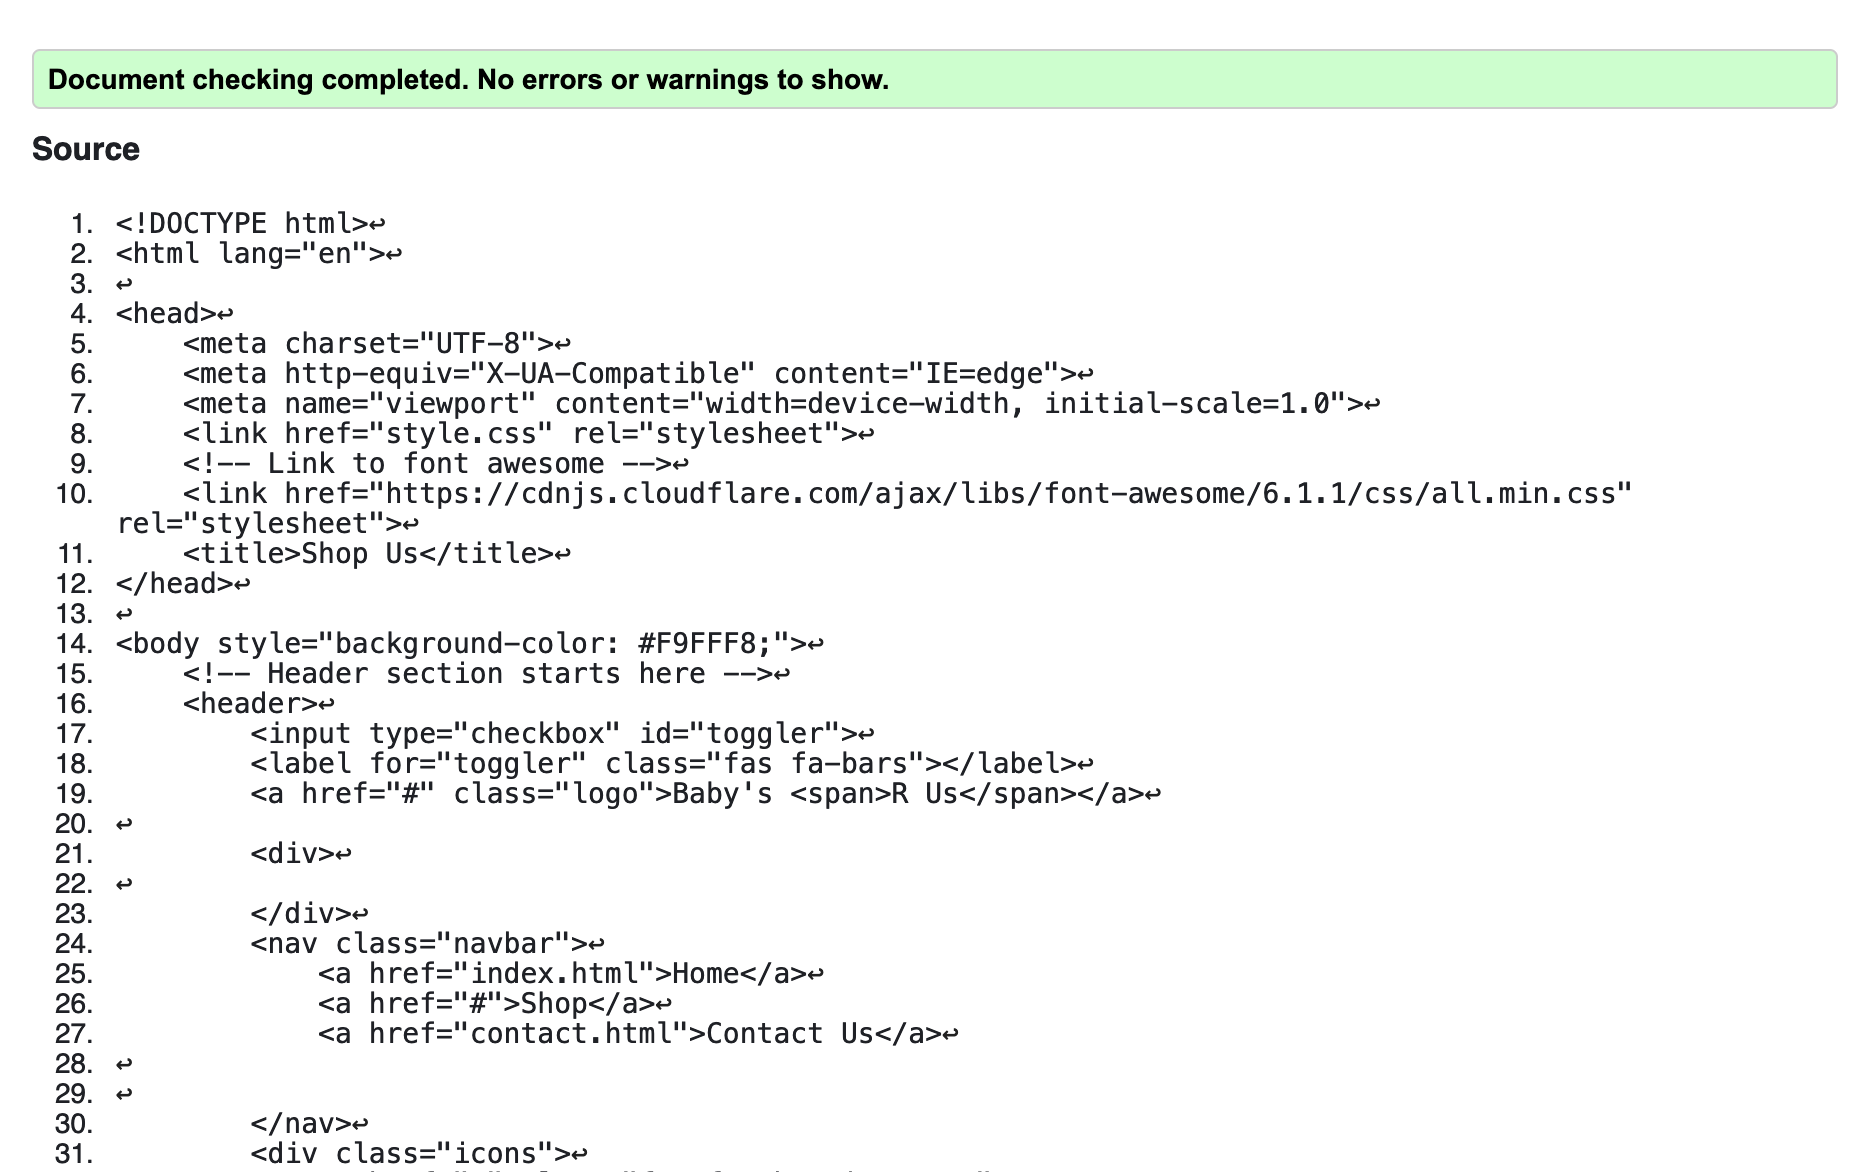 Document checking completed. No errors or warnings to show.
Source
1. <!DOCTYPE html>↩
2. <html lang="en">↩
3. ↩
4. <head>↩
5.     <meta charset="UTF-8">↩
6.     <meta http-equiv="X-UA-Compatible" content="IE=edge">↩
7.     <meta name="viewport" content="width=device-width, initial-scale=1.0">↩
8.     <link href="style.css" rel="stylesheet">↩
9.     <!-- Link to font awesome -->↩
10.     <link href="https://cdnjs.cloudflare.com/ajax/libs/font-awesome/6.1.1/css/all.min.css"
rel="stylesheet">↩
11.     <title>Shop Us</title>↩
12. </head>↩
13. ↩
14. <body style="background-color: #F9FFF8;">↩
15.     <!-- Header section starts here -->↩
16.     <header>↩
17.         <input type="checkbox" id="toggler">↩
18.         <label for="toggler" class="fas fa-bars"></label>↩
19.         <a href="#" class="logo">Baby's <span>R Us</span></a>↩
20. ↩
21.         <div>↩
22. ↩
23.         </div>↩
24.         <nav class="navbar">↩
25.             <a href="index.html">Home</a>↩
26.             <a href="#">Shop</a>↩
27.             <a href="contact.html">Contact Us</a>↩
28. ↩
29. ↩
30.         </nav>↩
31.         <div class="icons">↩